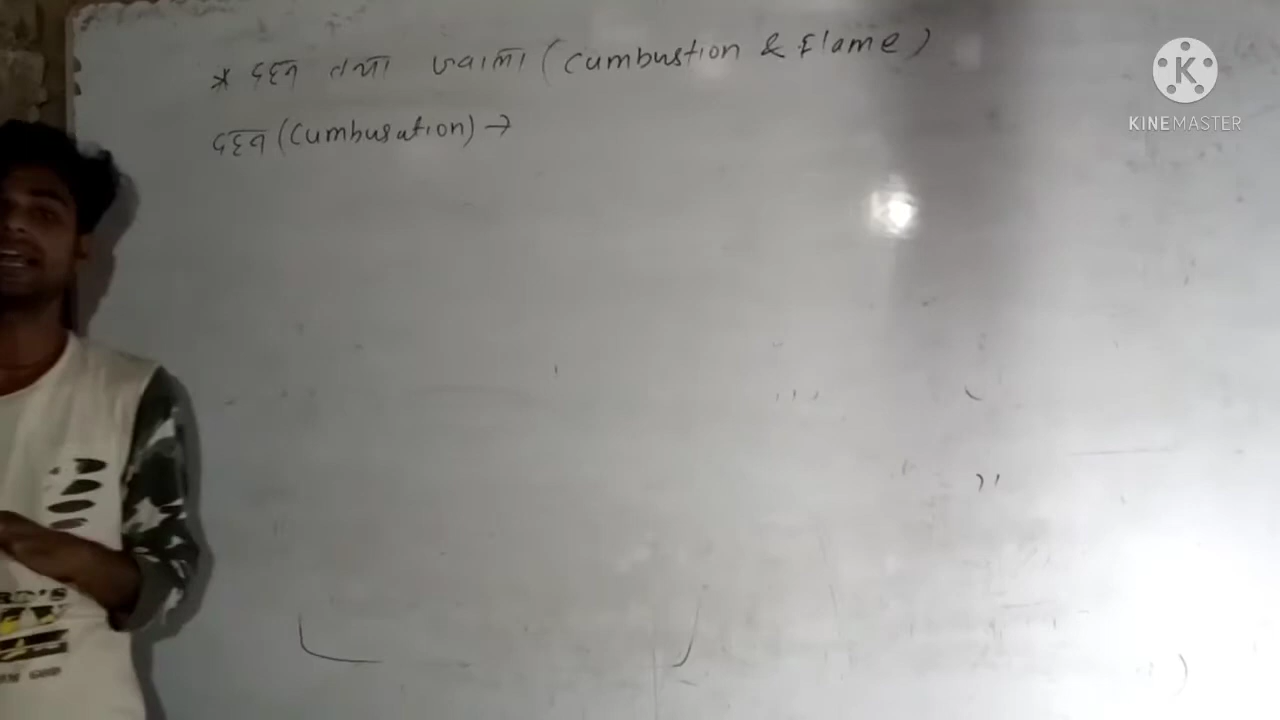 * दहन तथा ज्वाला (Cumbustion & flame)
दहन (Cumbusation) →
KINEMASTER